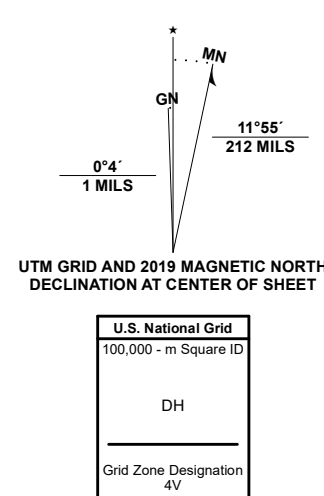 ★
MN
GN
11°55´
212 MILS
0°4´
1 MILS
UTM GRID AND 2019 MAGNETIC NORTH
DECLINATION AT CENTER OF SHEET
U.S. National Grid
100,000 - m Square ID
DH
Grid Zone Designation
4V